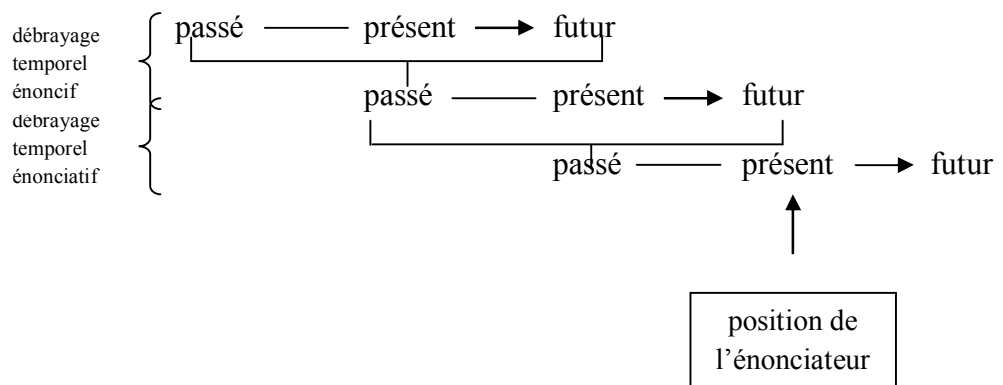 débrayage
temporel
énoncif
passé présent futur
passé présent futur
débrayage
temporel
énonciatif
passé présent futur
position de
l’énonciateur